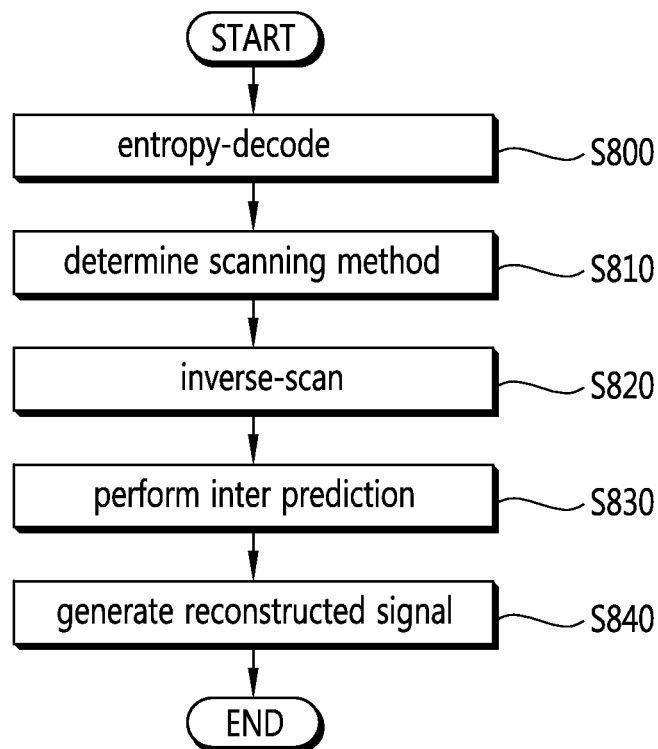 START
entropy-decode
S800
determine scanning method
S810
inverse-scan
S820
perform inter prediction
S830
generate reconstructed signal
S840
END